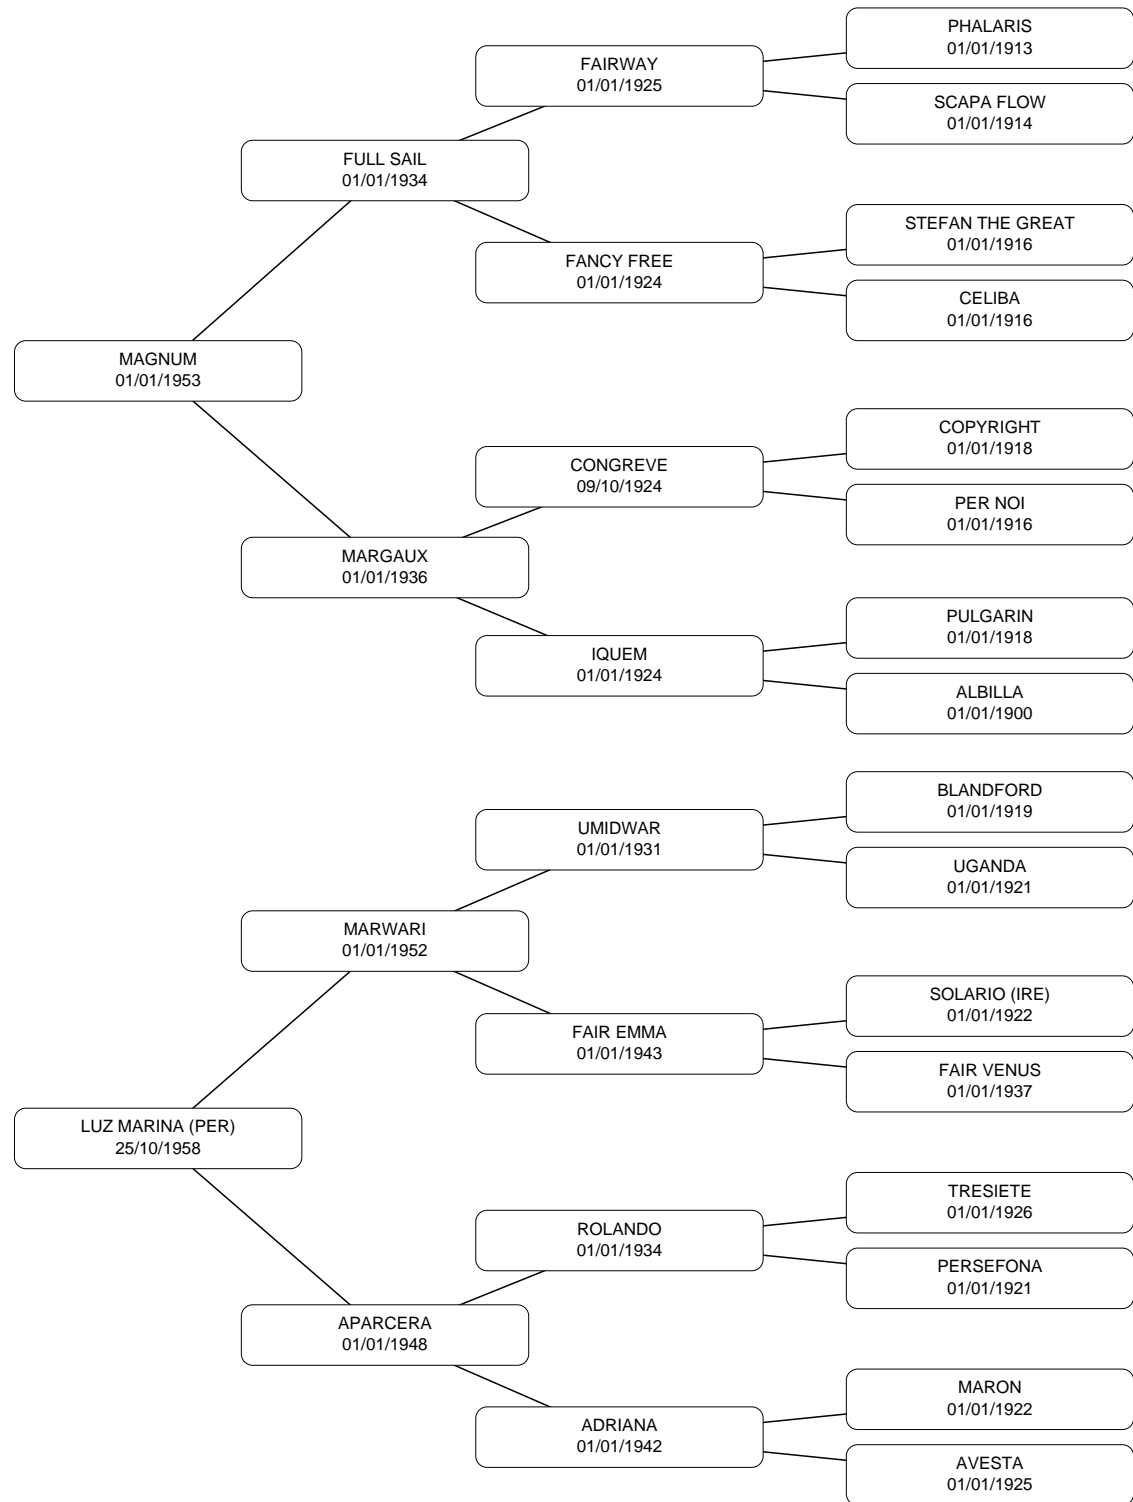 PHALARIS
01/01/1913
FAIRWAY
01/01/1925
SCAPA FLOW
01/01/1914
FULL SAIL
01/01/1934
STEFAN THE GREAT
01/01/1916
FANCY FREE
01/01/1924
CELIBA
01/01/1916
MAGNUM
01/01/1953
COPYRIGHT
01/01/1918
CONGREVE
09/10/1924
PER NOI
01/01/1916
MARGAUX
01/01/1936
PULGARIN
01/01/1918
IQUEM
01/01/1924
ALBILLA
01/01/1900
BLANDFORD
01/01/1919
UMIDWAR
01/01/1931
UGANDA
01/01/1921
MARWARI
01/01/1952
SOLARIO (IRE)
01/01/1922
FAIR EMMA
01/01/1943
FAIR VENUS
01/01/1937
LUZ MARINA (PER)
25/10/1958
TRESIETE
01/01/1926
ROLANDO
01/01/1934
PERSEFONA
01/01/1921
APARCERA
01/01/1948
MARON
01/01/1922
ADRIANA
01/01/1942
AVESTA
01/01/1925